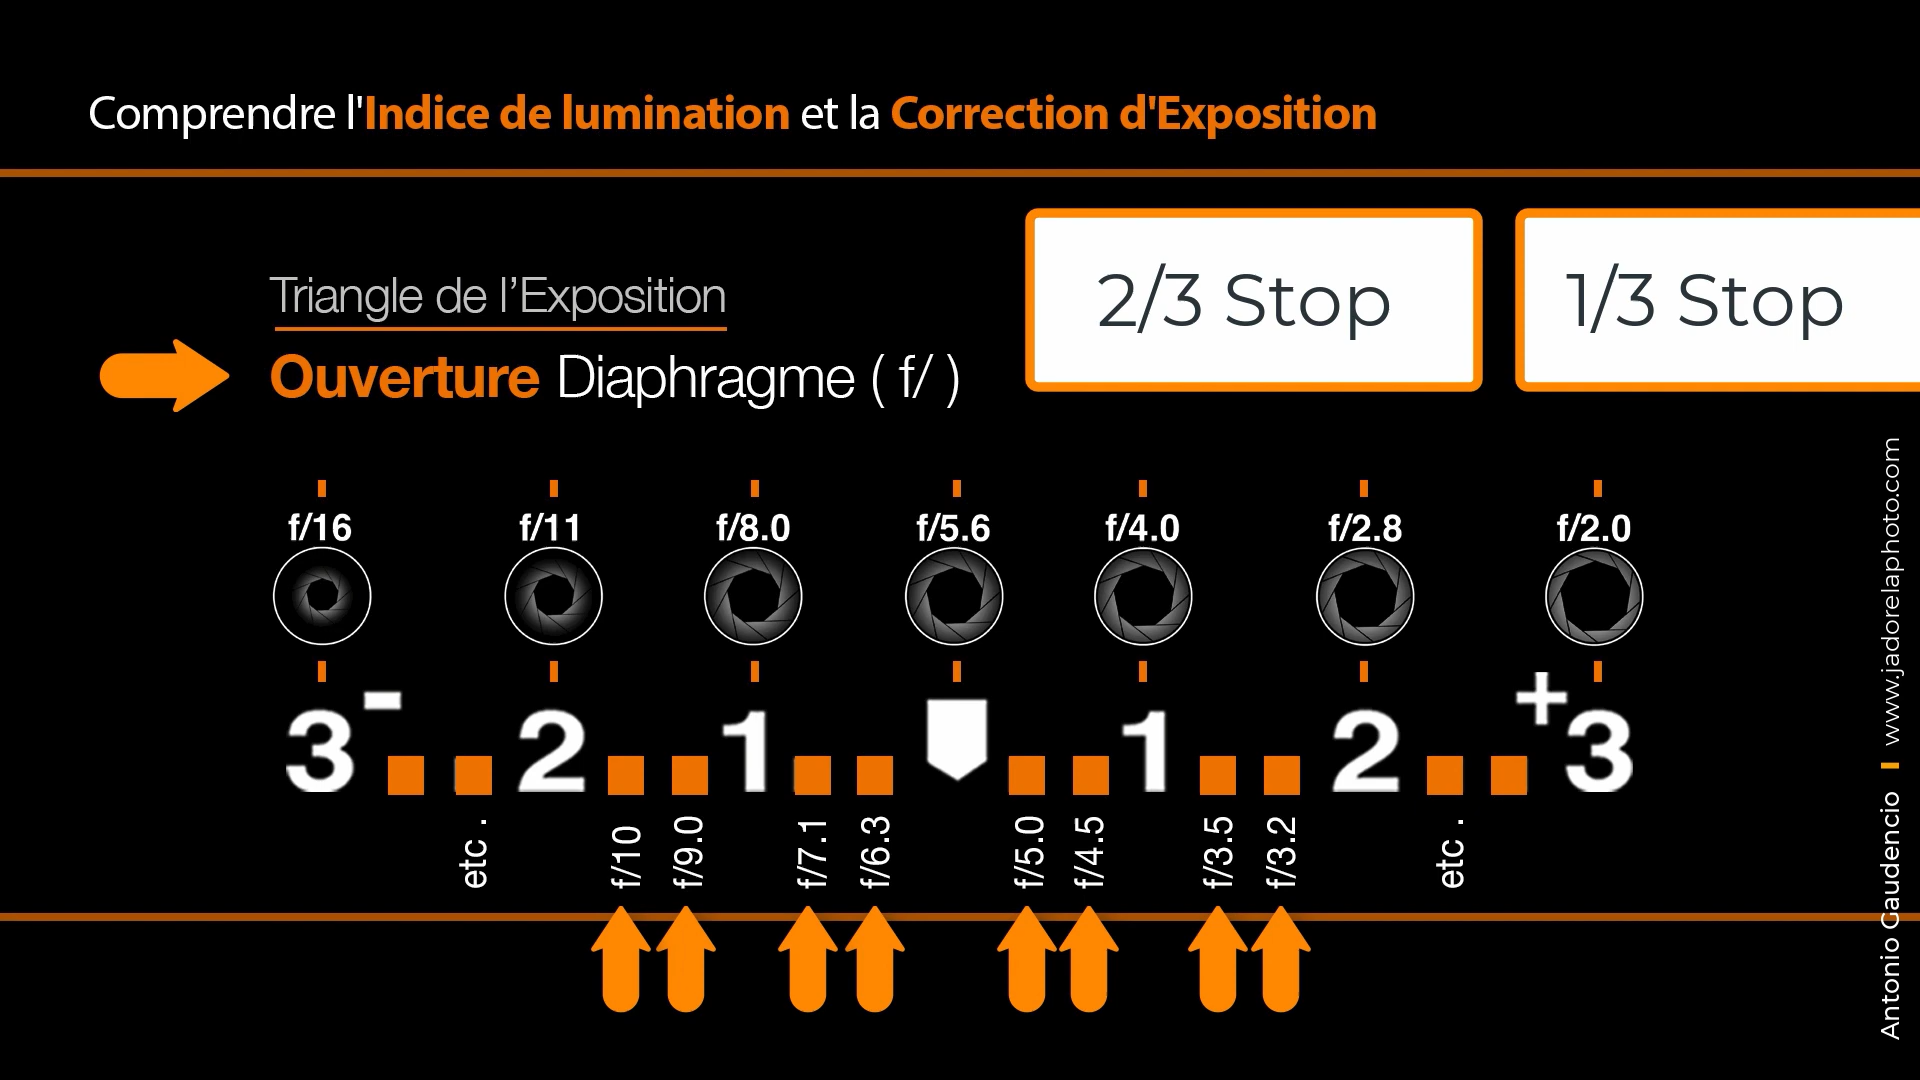 Comprendre l'Indice de lumination et la Correction d'Exposition
2/3 Stop
1/3 Stop
Triangle de l’Exposition
Ouverture Diaphragme ( f/ )
f/16 f/11 f/8.0 f/5.6 f/4.0 f/2.8 f/2.0
3 - 2 1 1 2 + 3
etc . f/10 f/9.0 f/7.1 f/6.3 f/5.0 f/4.5 f/3.5 f/3.2 etc .
Antonio Gaudencio www.jadorelaphoto.com